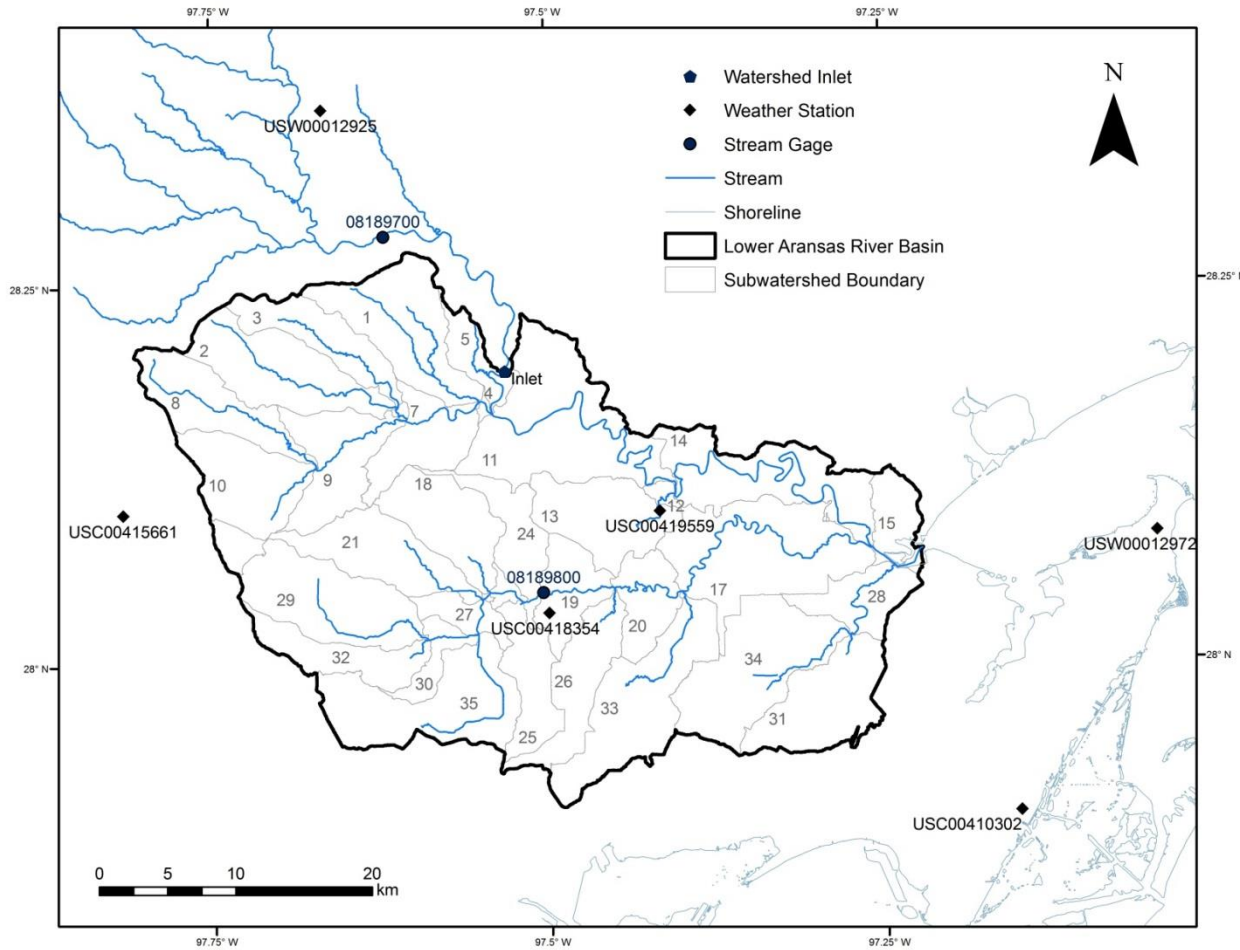 97.75° W
97.5° W
97.25° W
N
Watershed Inlet
Weather Station
Stream Gage
Stream
Shoreline
Lower Aransas River Basin
Subwatershed Boundary
USW00012925
08189700
28.25° N
28.25° N
3
1
5
2
Inlet
4
8
7
14
11
9
10
18
12
13
15
USC00415661
USC00419559
24
21
USW00012972
08189800
17
28
29
27
19
USC00418354
20
28° N
28° N
32
34
30
26
35
33
31
25
USC00410302
0
5
10
20
km
97.75° W
97.5° W
97.25° W